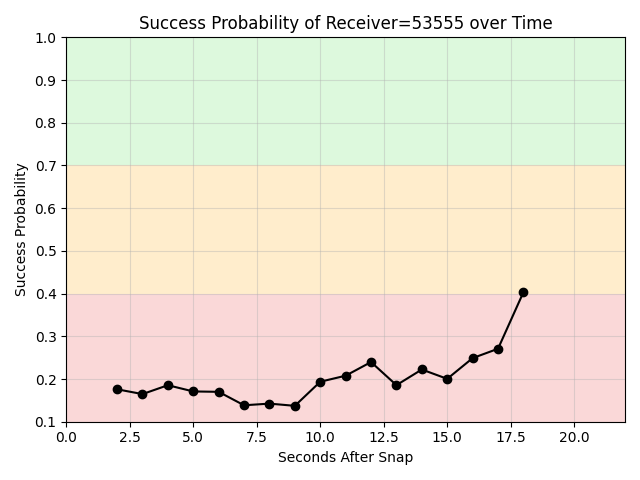 Success Probability of Receiver=53555 over Time
1.0
0.9
0.8
0.7
0.6
0.5
0.4
0.3
0.2
0.1
Success Probability
0.0 2.5 5.0 7.5 10.0 12.5 15.0 17.5 20.0
Seconds After Snap